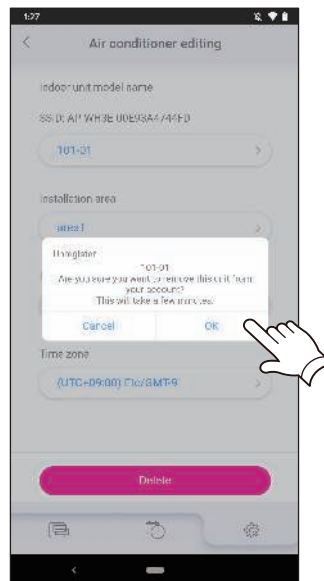 1:27
Air conditioner editing
Indoor unit model name
101-01
Installation area
area1
Unregister
101-01
Are you sure you want to remove this unit from
your account?
This will take a few minutes.
Cancel
OK
Time zone
(UTC+09:00) Etc/GMT-9
Delete